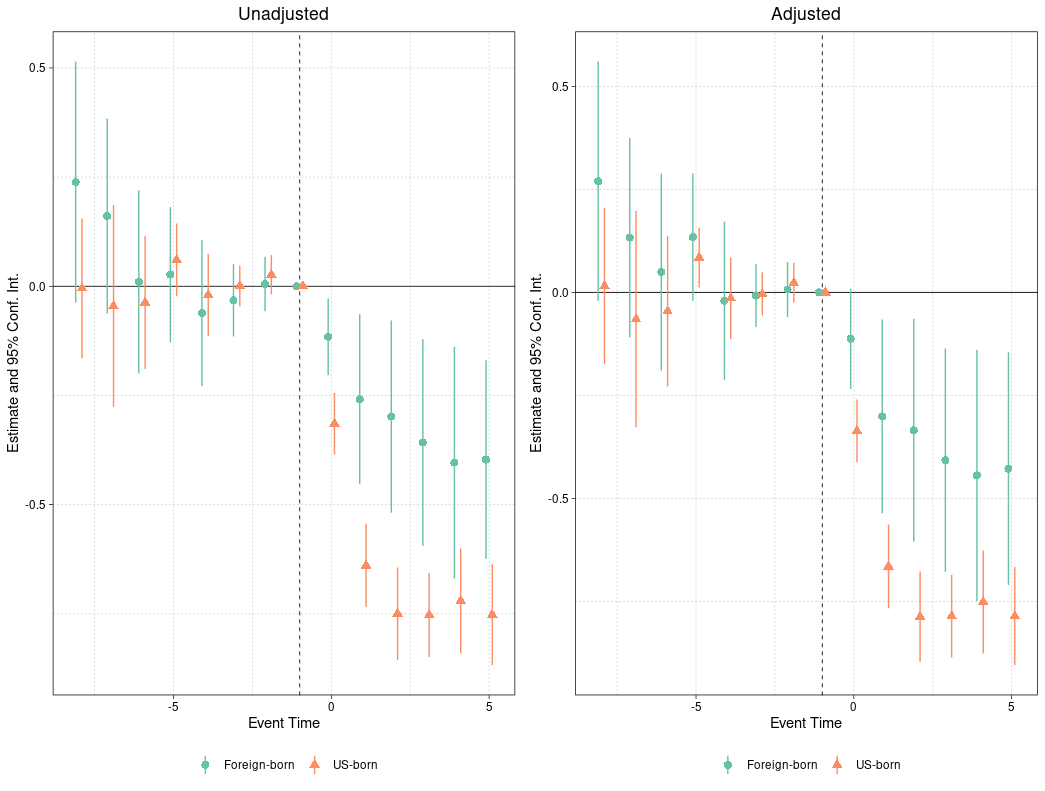 Unadjusted
Estimate and 95% Conf. Int.
0.5
0.0
-0.5
-5
0
5
Event Time
Foreign-born
US-born
Adjusted
Estimate and 95% Conf. Int.
0.5
0.0
-0.5
-5
0
5
Event Time
Foreign-born
US-born